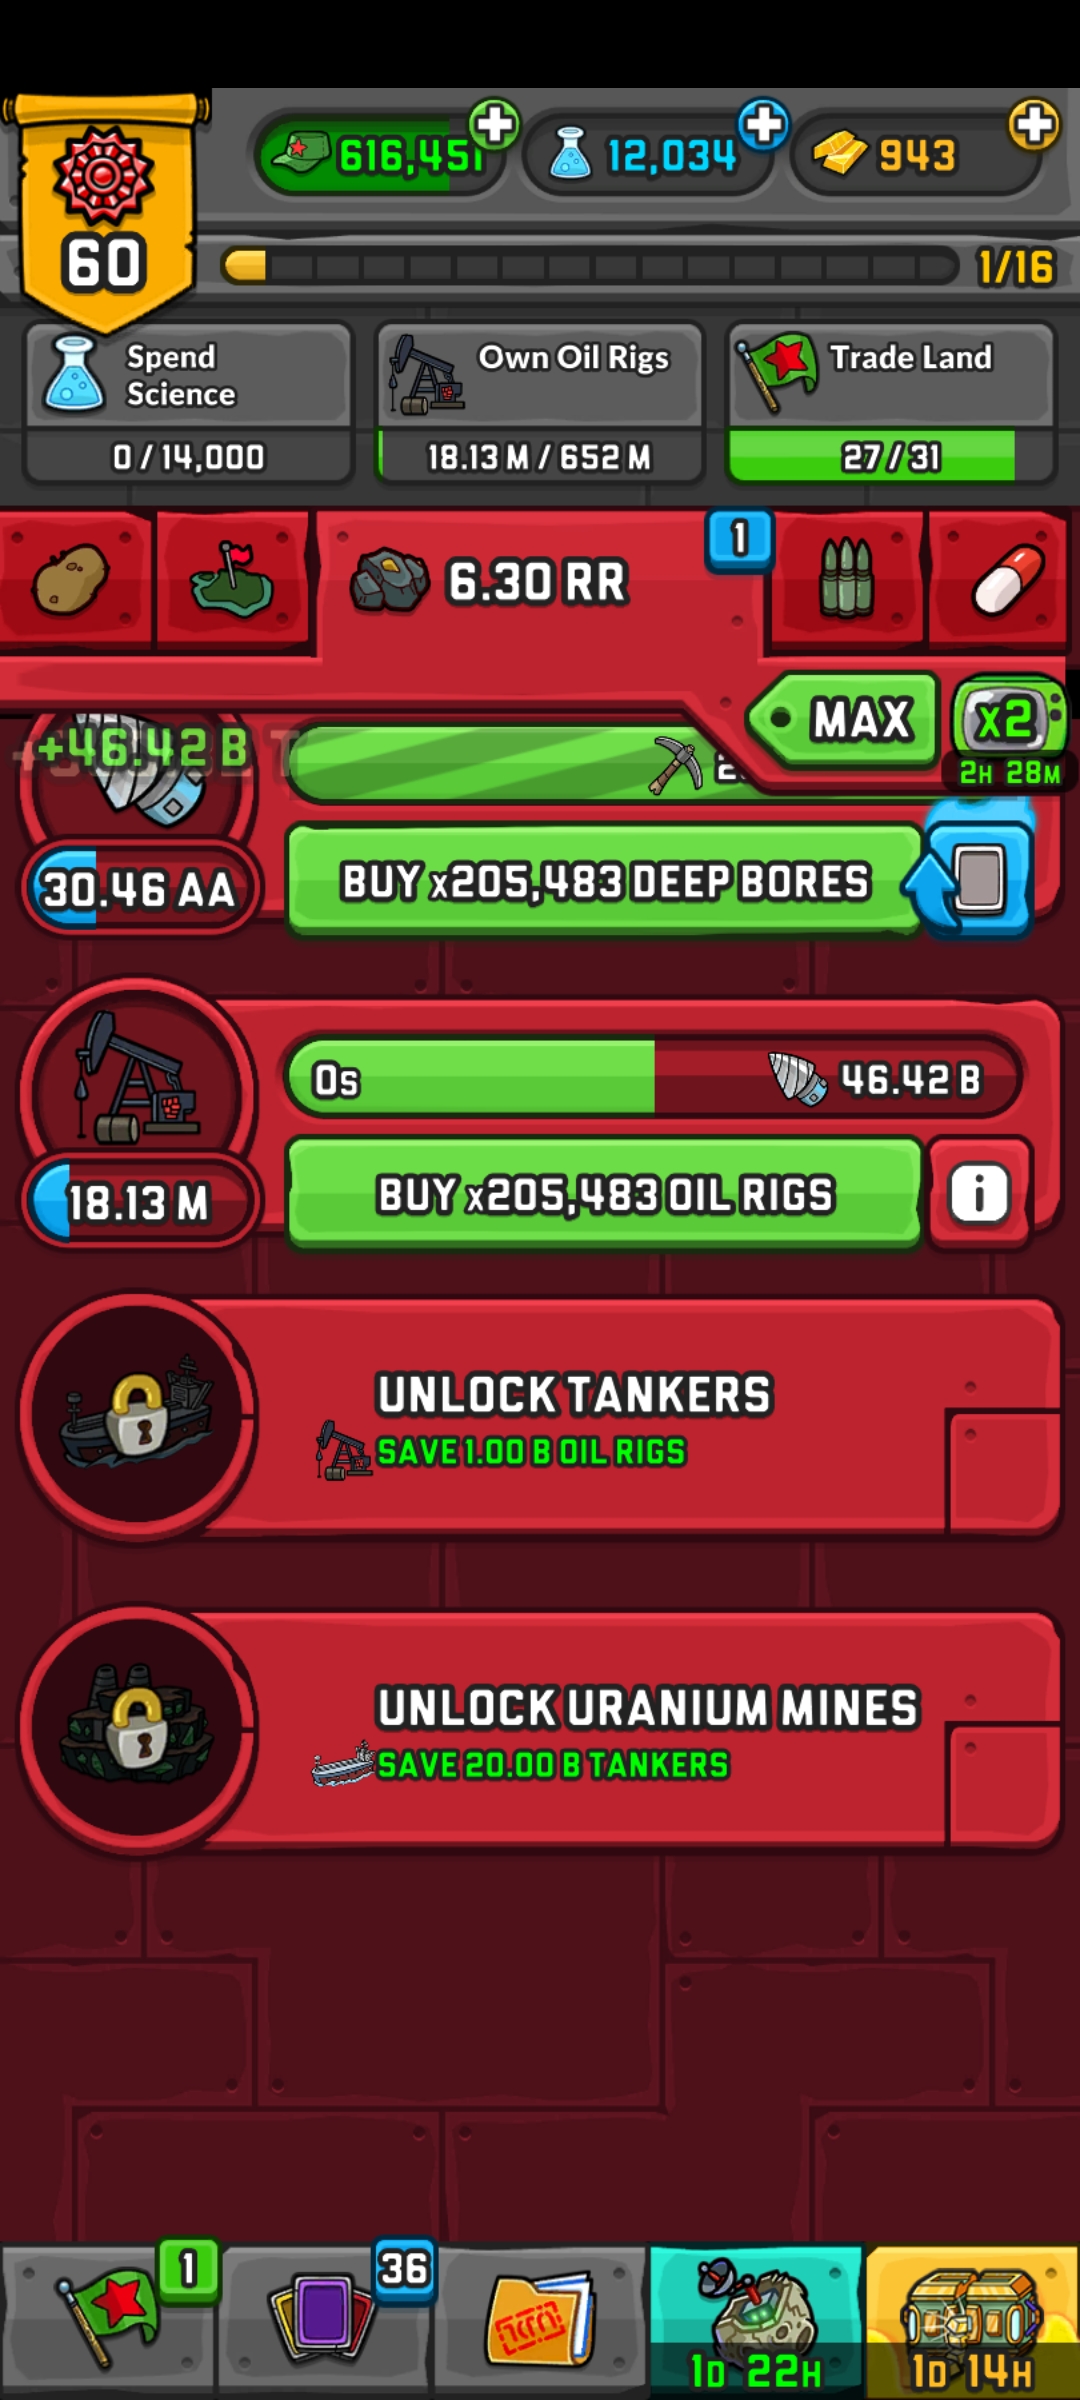 616,451
12,034
943
60
1/16
Spend
Science
0/14,000
Own Oil Rigs
18.13 M / 652 M
Trade Land
27/31
6.30 RR
1
MAX
x2
2H 28M
+46.42 B
30.46 AA
BUY x205,483 DEEP BORES
0s
46.42 B
18.13 M
BUY x205,483 OIL RIGS
i
UNLOCK TANKERS
SAVE 1.00 B OIL RIGS
UNLOCK URANIUM MINES
SAVE 20.00 B TANKERS
1
36
1D 22H
1D 14H